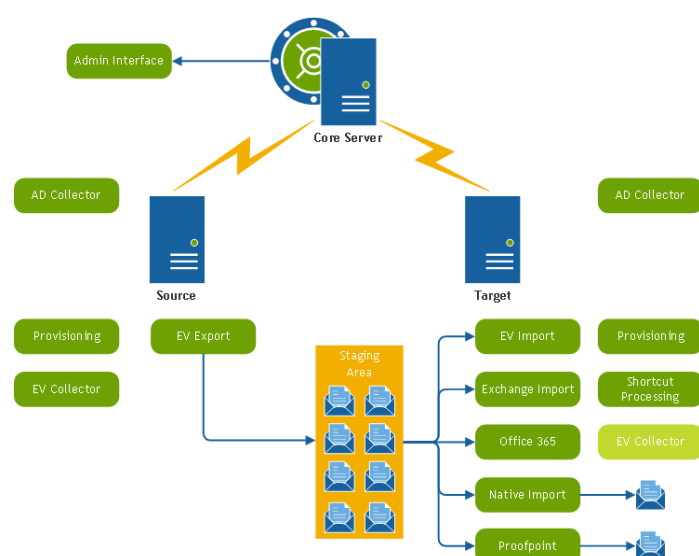 Admin Interface
Core Server
AD Collector
AD Collector
Source
Target
Provisioning
EV Export
Staging
Area
EV Import
Provisioning
EV Collector
Exchange Import
Shortcut
Processing
Office 365
EV Collector
Native Import
Proofpoint